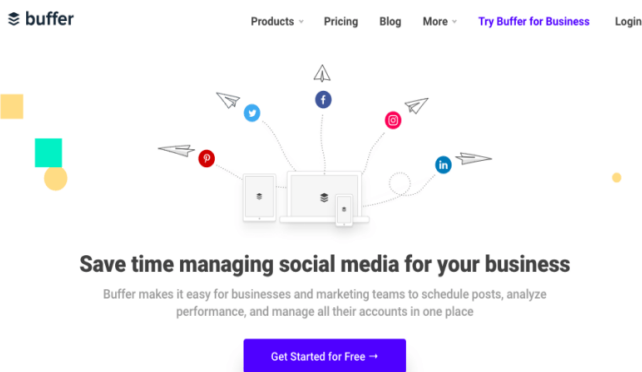 buffer
Products
Pricing
Blog
More
Try Buffer for Business
Login
Save time managing social media for your business
Buffer makes it easy for businesses and marketing teams to schedule posts, analyze
performance, and manage all their accounts in one place
Get Started for Free →